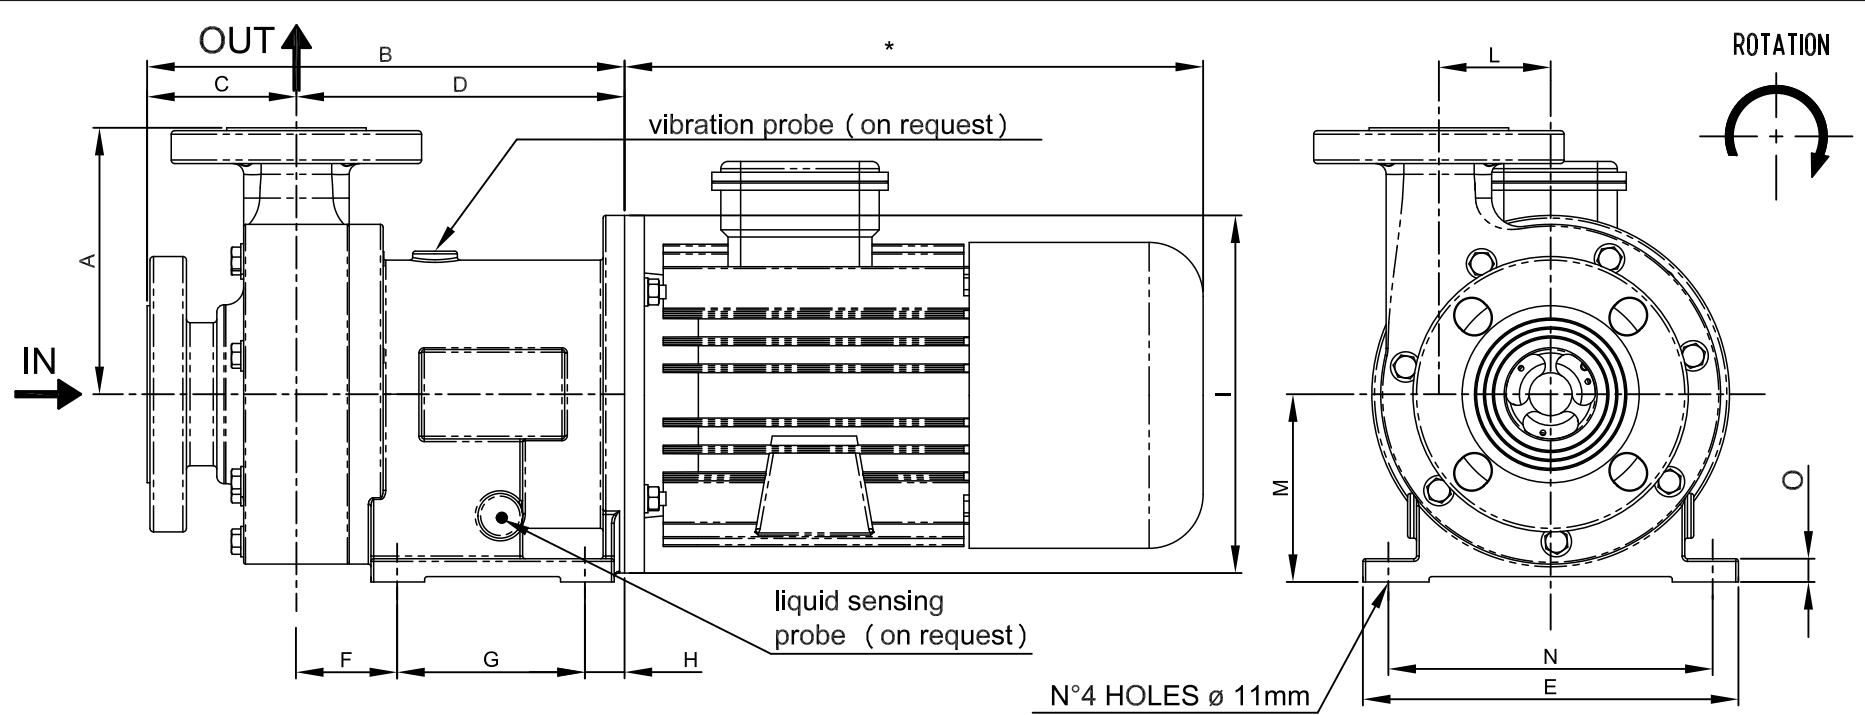 OUT
B
*
L
ROTATION
C
D
vibration probe ( on request )
A
IN
I
M
O
liquid sensing
probe ( on request )
F
G
H
N
E
N°4 HOLES ø 11mm